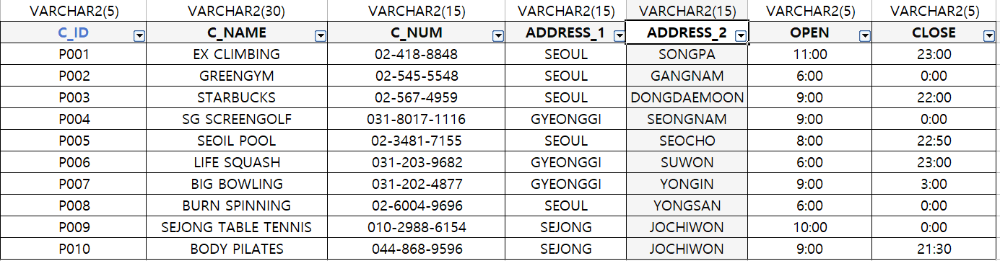 VARCHAR2(5) VARCHAR2(30) VARCHAR2(15) VARCHAR2(15) VARCHAR2(15) VARCHAR2(5) VARCHAR2(5)
C_ID C_NAME C_NUM ADDRESS_1 ADDRESS_2 OPEN CLOSE
P001 EX CLIMBING 02-418-8848 SEOUL SONGPA 11:00 23:00
P002 GREENGYM 02-545-5548 SEOUL GANGNAM 6:00 0:00
P003 STARBUCKS 02-567-4959 SEOUL DONGDAEMOON 9:00 22:00
P004 SG SCREENGOLF 031-8017-1116 GYEONGGI SEONGNAM 9:00 0:00
P005 SEOIL POOL 02-3481-7155 SEOUL SEOCHO 8:00 22:50
P006 LIFE SQUASH 031-203-9682 GYEONGGI SUWON 6:00 23:00
P007 BIG BOWLING 031-202-4877 GYEONGGI YONGIN 9:00 3:00
P008 BURN SPINNING 02-6004-9696 SEOUL YONGSAN 6:00 0:00
P009 SEJONG TABLE TENNIS 010-2988-6154 SEJONG JOCHIWON 10:00 0:00
P010 BODY PILATES 044-868-9596 SEJONG JOCHIWON 9:00 21:30